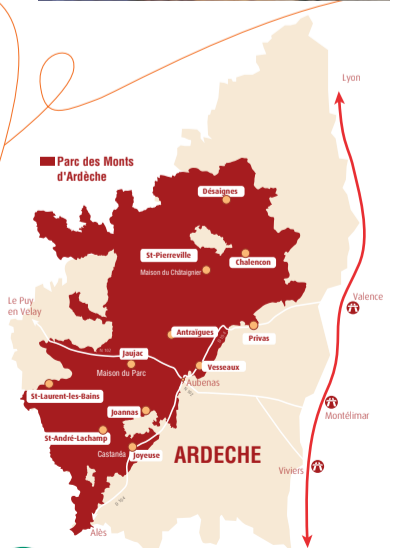 Lyon
Parc des Monts
d'Ardèche
Désaignes
St-Pierreville
Maison du Châtaignier
Chalencon
Le Puy
en Velay
Valence
Antraïgues
Privas
N 102
Jaujac
Maison du Parc
Vesseaux
Aubenas
St-Laurent-les-Bains
Joannas
Montélimar
St-André-Lachamp
Castanéa
Joyeuse
ARDECHE
Viviers
Alès